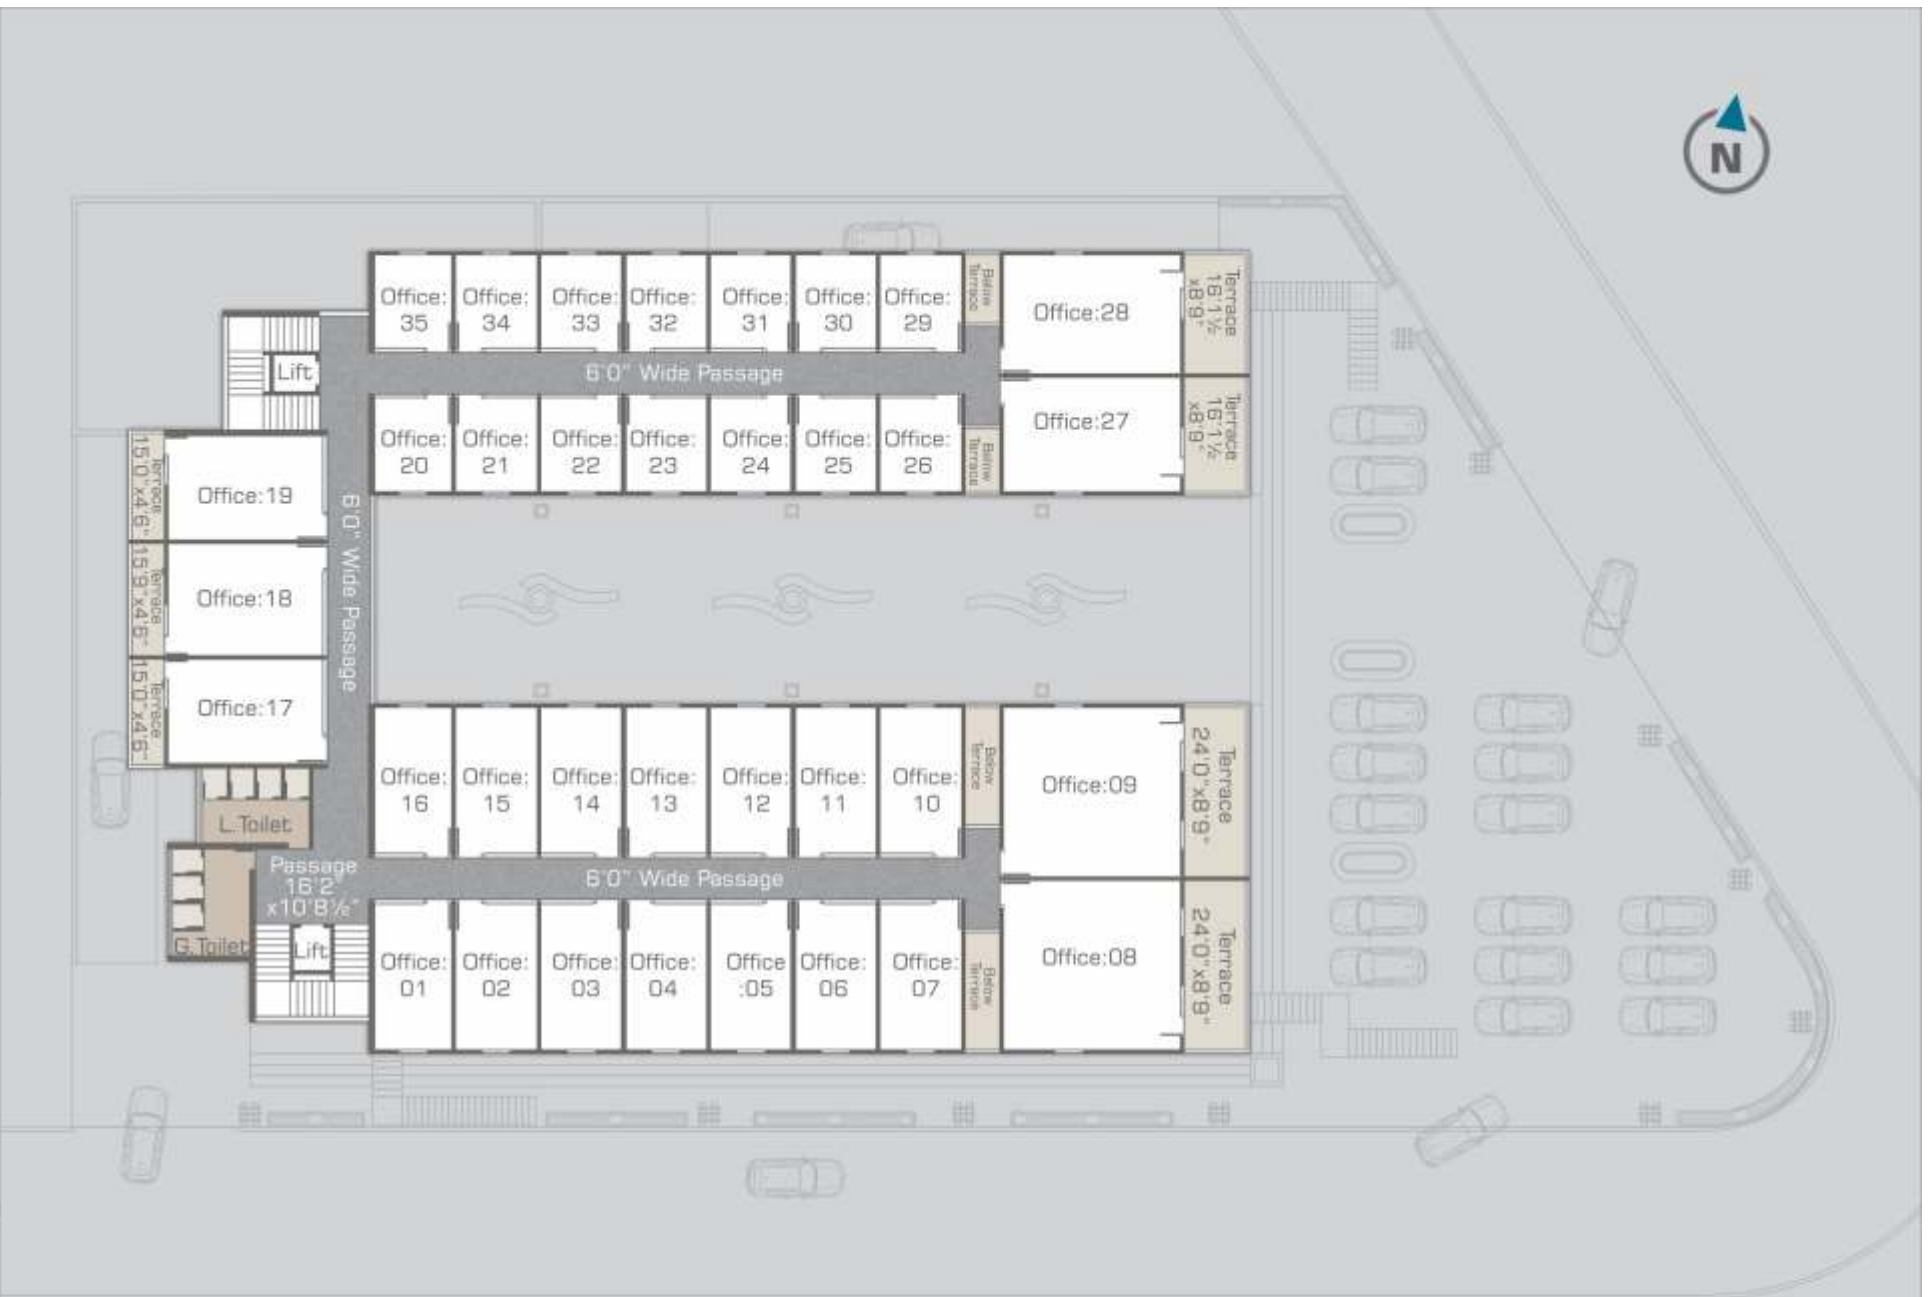 N
Office:
35
Office:
34
Office:
33
Office:
32
Office:
31
Office:
30
Office:
29
Below
Terrace
Office:28
Terrace
16'1½
x8'9"
Lift
6'0" Wide Passage
Office:
20
Office:
21
Office:
22
Office:
23
Office:
24
Office:
25
Office:
26
Below
Terrace
Office:27
Terrace
16'1½
x8'9"
Terrace
15'0"x4'6"
Office:19
Terrace
15'9"x4'6"
Office:18
Terrace
15'0"x4'6"
Office:17
6'0" Wide Passage
Office:
16
Office:
15
Office:
14
Office:
13
Office:
12
Office:
11
Office:
10
Below
Terrace
Office:09
Terrace
24'0"x8'9"
L.Toilet
Passage
16'2"
x10'8½"
6'0" Wide Passage
G.Toilet
Lift
Office:
01
Office:
02
Office:
03
Office:
04
Office
:05
Office:
06
Office:
07
Below
Terrace
Office:08
Terrace
24'0"x8'9"